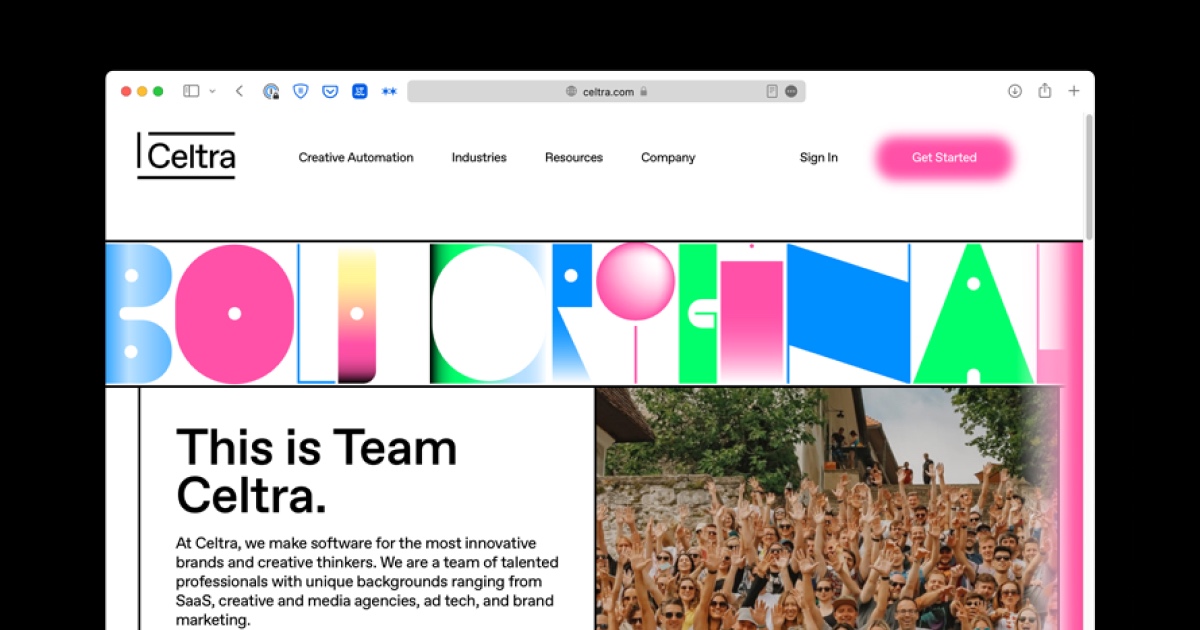 celtra.com
Celtra
Creative Automation
Industries
Resources
Company
Sign In
Get Started
BOLD ORIGINAL
This is Team
Celtra.
At Celtra, we make software for the most innovative
brands and creative thinkers. We are a team of talented
professionals with unique backgrounds ranging from
SaaS, creative and media agencies, ad tech, and brand
marketing.